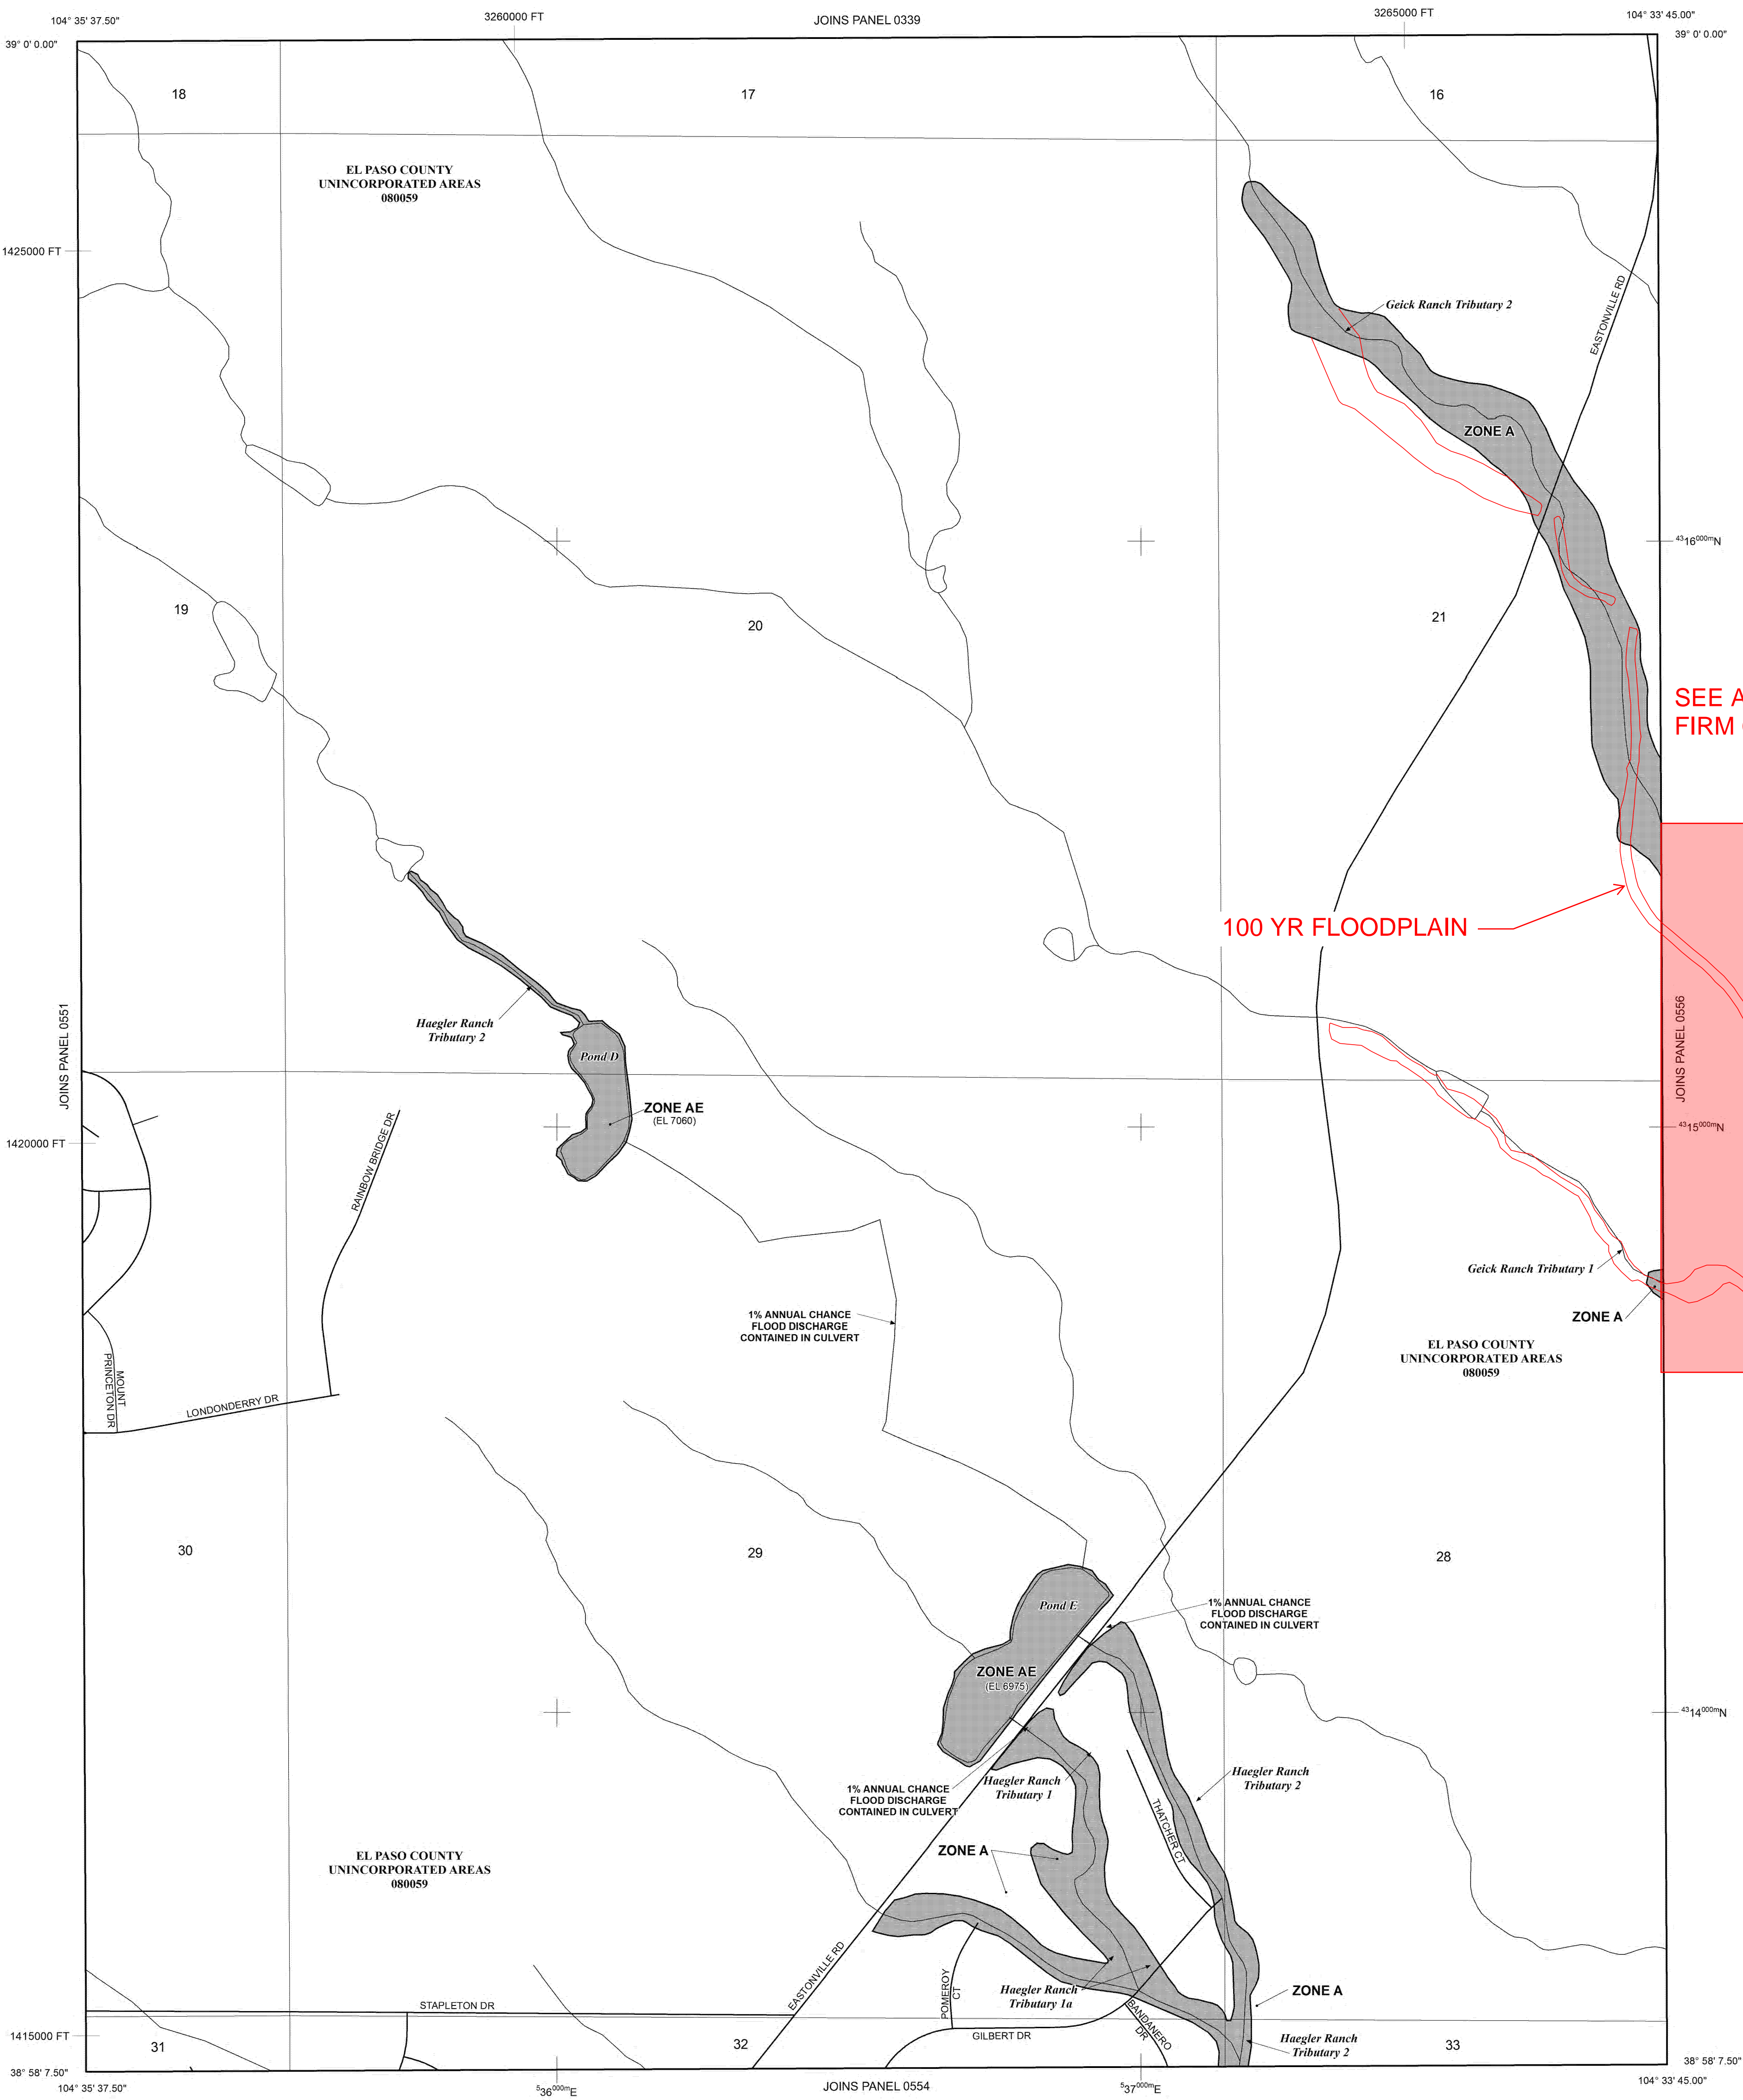 104° 35' 37.50"
3260000 FT
JOINS PANEL 0339
3265000 FT
104° 33' 45.00"
39° 0' 0.00"
39° 0' 0.00"
18
17
16
EL PASO COUNTY
UNINCORPORATED AREAS
080059
1425000 FT
EASTONVILLE RD
Geick Ranch Tributary 2
ZONE A
4316000mN
19
20
21
SEE A
FIRM
100 YR FLOODPLAIN
JOINS PANEL 0551
JOINS PANEL 0556
Haegler Ranch
Tributary 2
Pond D
ZONE AE
(EL 7060)
4315000mN
1420000 FT
RAINBOW BRIDGE DR
Geick Ranch Tributary 1
ZONE A
1% ANNUAL CHANCE
FLOOD DISCHARGE
CONTAINED IN CULVERT
EL PASO COUNTY
UNINCORPORATED AREAS
080059
MOUNT
PRINCETON DR
LONDONDERRY DR
30
29
28
Pond E
1% ANNUAL CHANCE
FLOOD DISCHARGE
CONTAINED IN CULVERT
ZONE AE
(EL 6975)
4314000mN
Haegler Ranch
Tributary 2
Haegler Ranch
Tributary 1
1% ANNUAL CHANCE
FLOOD DISCHARGE
CONTAINED IN CULVERT
THATCHER CT
ZONE A
EL PASO COUNTY
UNINCORPORATED AREAS
080059
EASTONVILLE RD
POMEROY
CT
Haegler Ranch
Tributary 1a
ZONE A
STAPLETON DR
BANDANERO
DR
GILBERT DR
Haegler Ranch
Tributary 2
1415000 FT
31
32
33
38° 58' 7.50"
38° 58' 7.50"
104° 35' 37.50"
536000mE
JOINS PANEL 0554
537000mE
104° 33' 45.00"